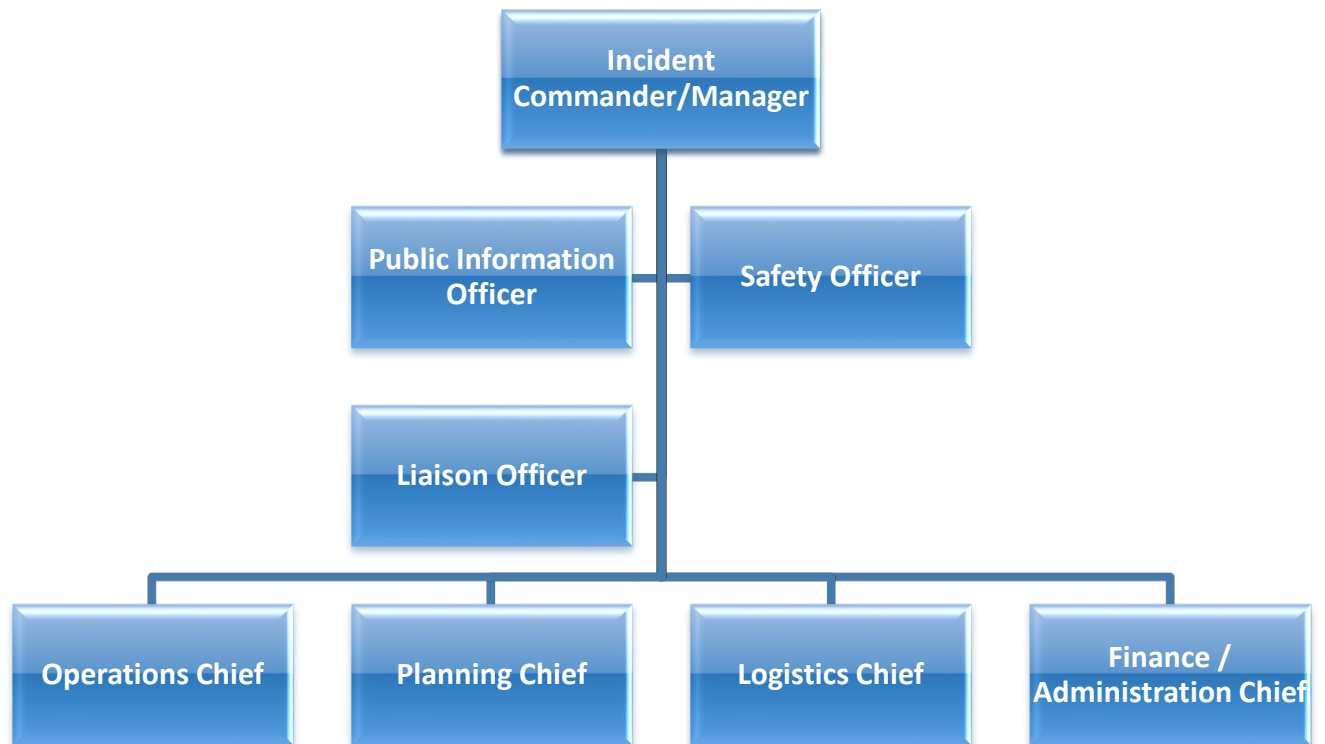 Incident
Commander/Manager
Public Information
Officer
Safety Officer
Liaison Officer
Operations Chief
Planning Chief
Logistics Chief
Finance /
Administration Chief